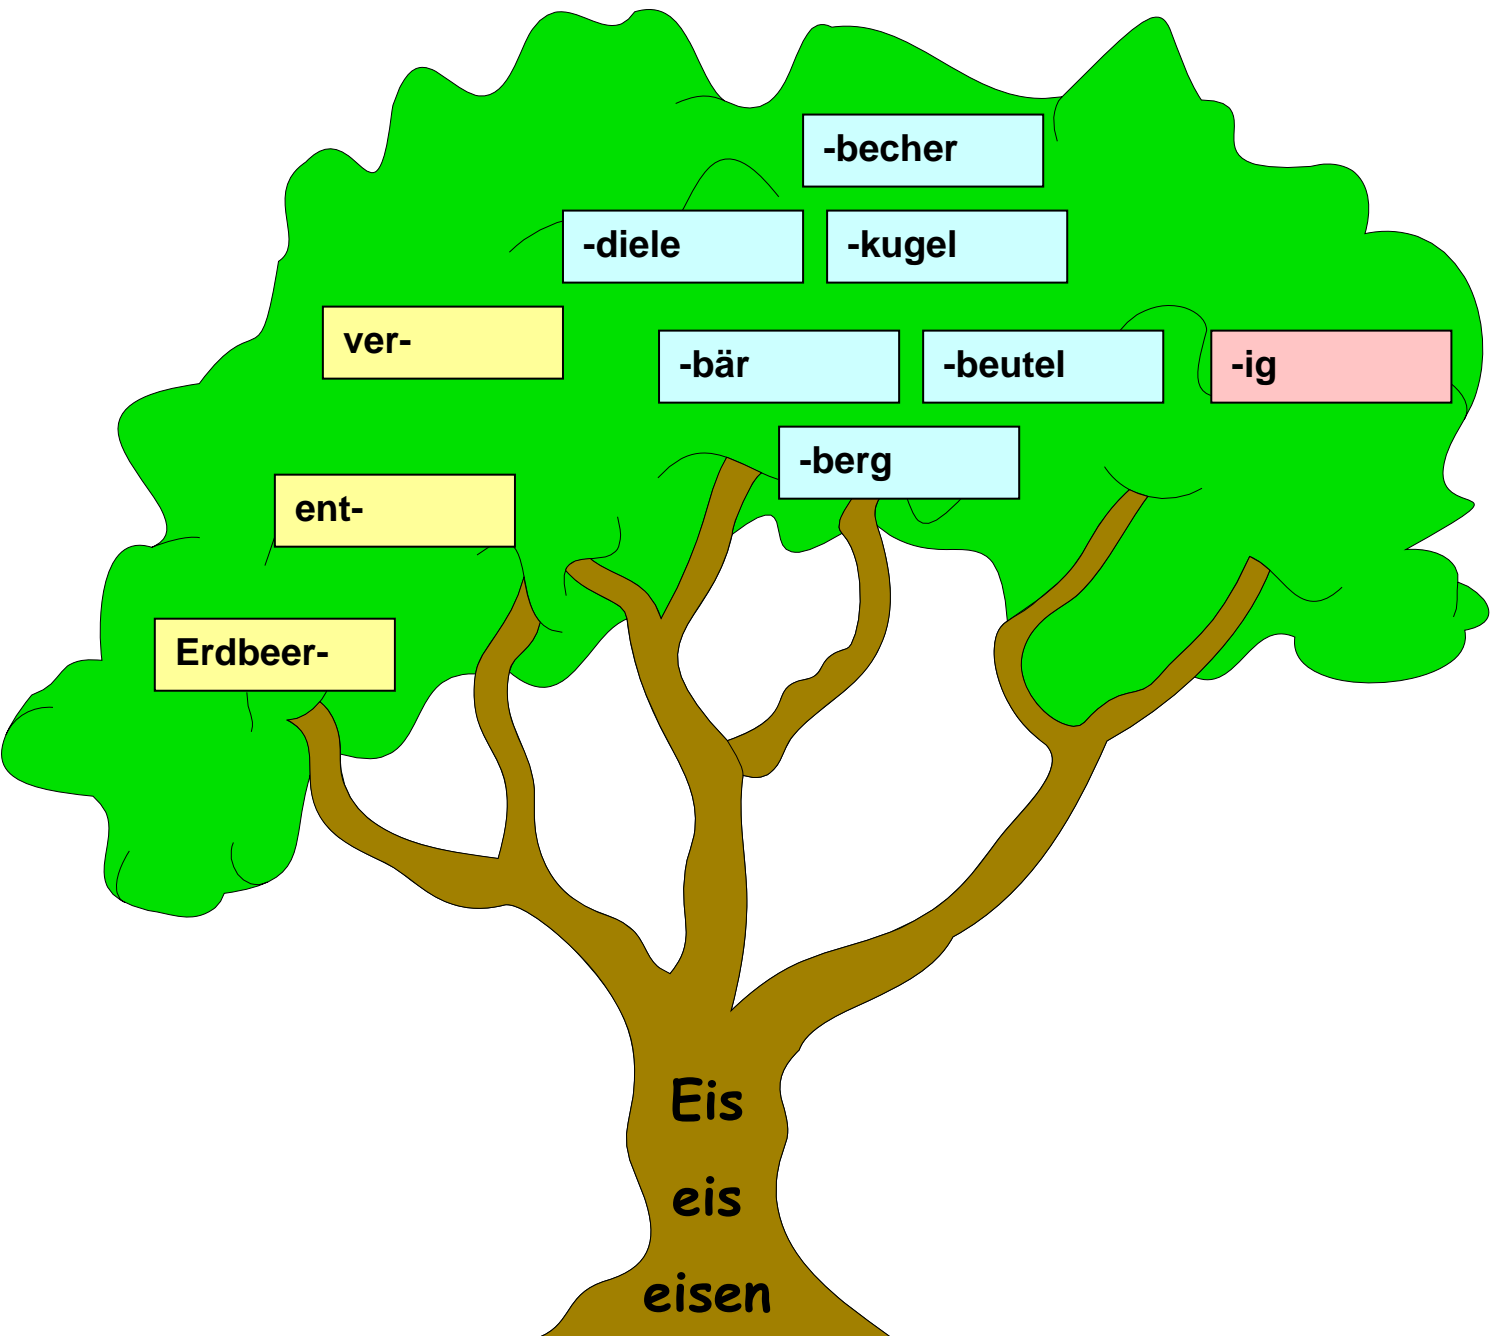 -becher
-diele
-kugel
ver-
-bär
-beutel
-ig
-berg
ent-
Erdbeer-
Eis
eis
eisen